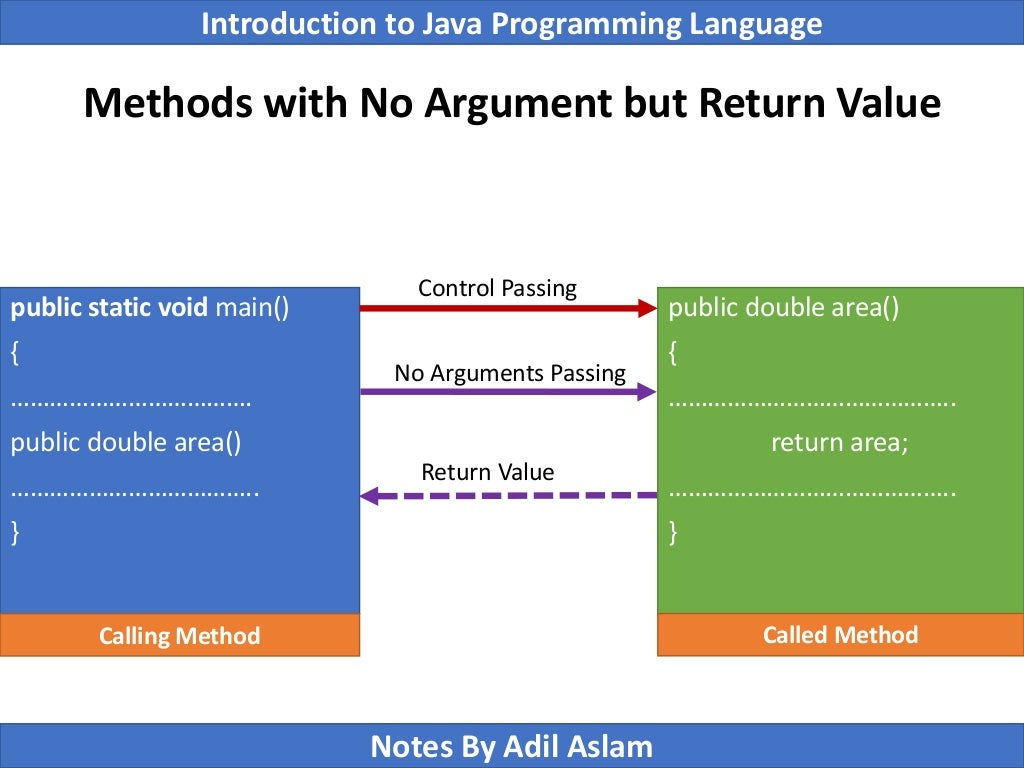 Introduction to Java Programming Language
Methods with No Argument but Return Value
public static void main()
{
……………………………….
public double area()
………………………………..
}
Calling Method
Control Passing
No Arguments Passing
Return Value
public double area()
{
……………………………………..
return area;
……………………………………..
}
Called Method
Notes By Adil Aslam